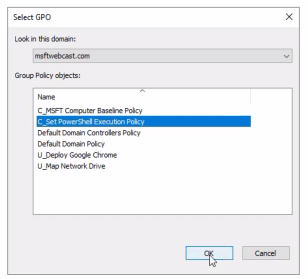 Select GPO
Look in this domain:
msftwebcast.com
Group Policy objects:
Name
C_MSFT Computer Baseline Policy
C_Set PowerShell Execution Policy
Default Domain Controllers Policy
Default Domain Policy
U_Deploy Google Chrome
U_Map Network Drive
OK Cancel